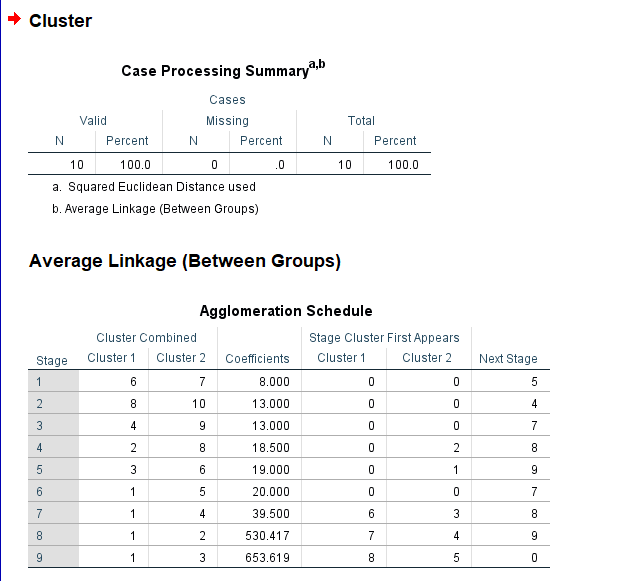 Cluster
Case Processing Summary^a,b
Cases
Valid Missing Total
N Percent N Percent N Percent
10 100.0 0 .0 10 100.0
a. Squared Euclidean Distance used
b. Average Linkage (Between Groups)
Average Linkage (Between Groups)
Agglomeration Schedule
Cluster Combined Stage Cluster First Appears
Stage Cluster 1 Cluster 2 Coefficients Cluster 1 Cluster 2 Next Stage
1 6 7 8.000 0 0 5
2 8 10 13.000 0 0 4
3 4 9 13.000 0 0 7
4 2 8 18.500 0 2 8
5 3 6 19.000 0 1 9
6 1 5 20.000 0 0 7
7 1 4 39.500 6 3 8
8 1 2 530.417 7 4 9
9 1 3 653.619 8 5 0